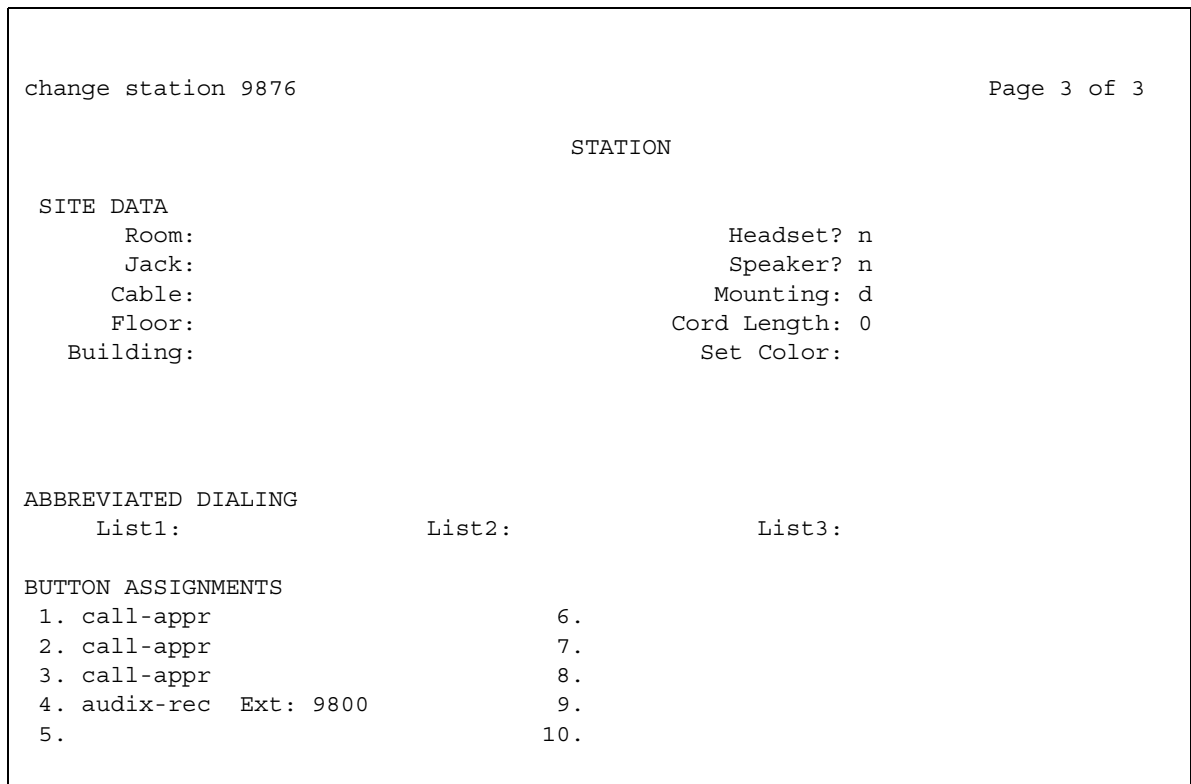 change station 9876 Page 3 of 3
STATION
SITE DATA
Room: Headset? n
Jack: Speaker? n
Cable: Mounting: d
Floor: Cord Length: 0
Building: Set Color:
ABBREVIATED DIALING
List1: List2: List3:
BUTTON ASSIGNMENTS
1. call-appr 6.
2. call-appr 7.
3. call-appr 8.
4. audix-rec Ext: 9800 9.
5. 10.